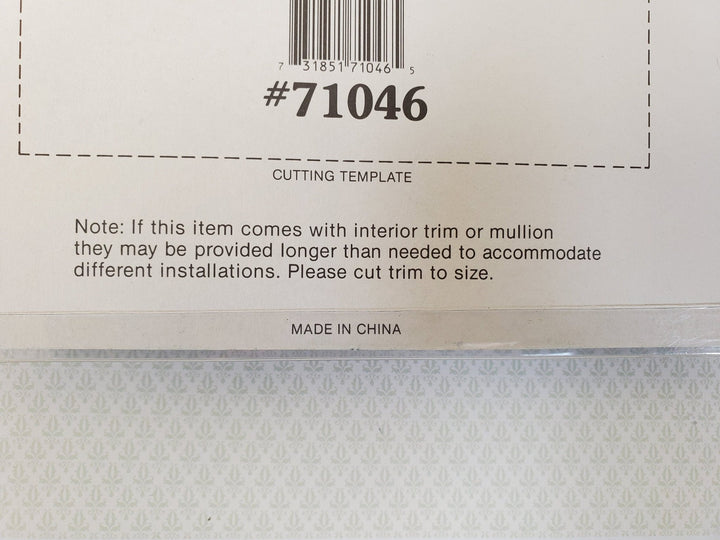 7 31851 71046 5
#71046
CUTTING TEMPLATE
Note: If this item comes with interior trim or mullion
they may be provided longer than needed to accommodate
different installations. Please cut trim to size.
MADE IN CHINA